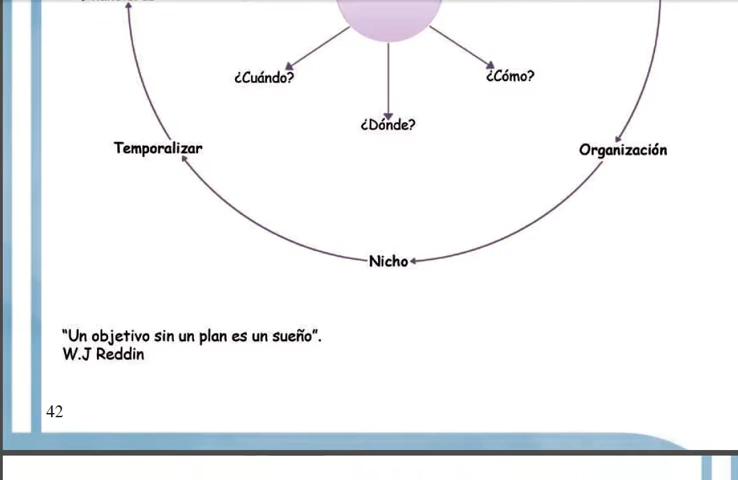 ¿Cuándo?
¿Cómo?
¿Dónde?
Temporalizar
Organización
Nicho
“Un objetivo sin un plan es un sueño”.
W.J Reddin
42